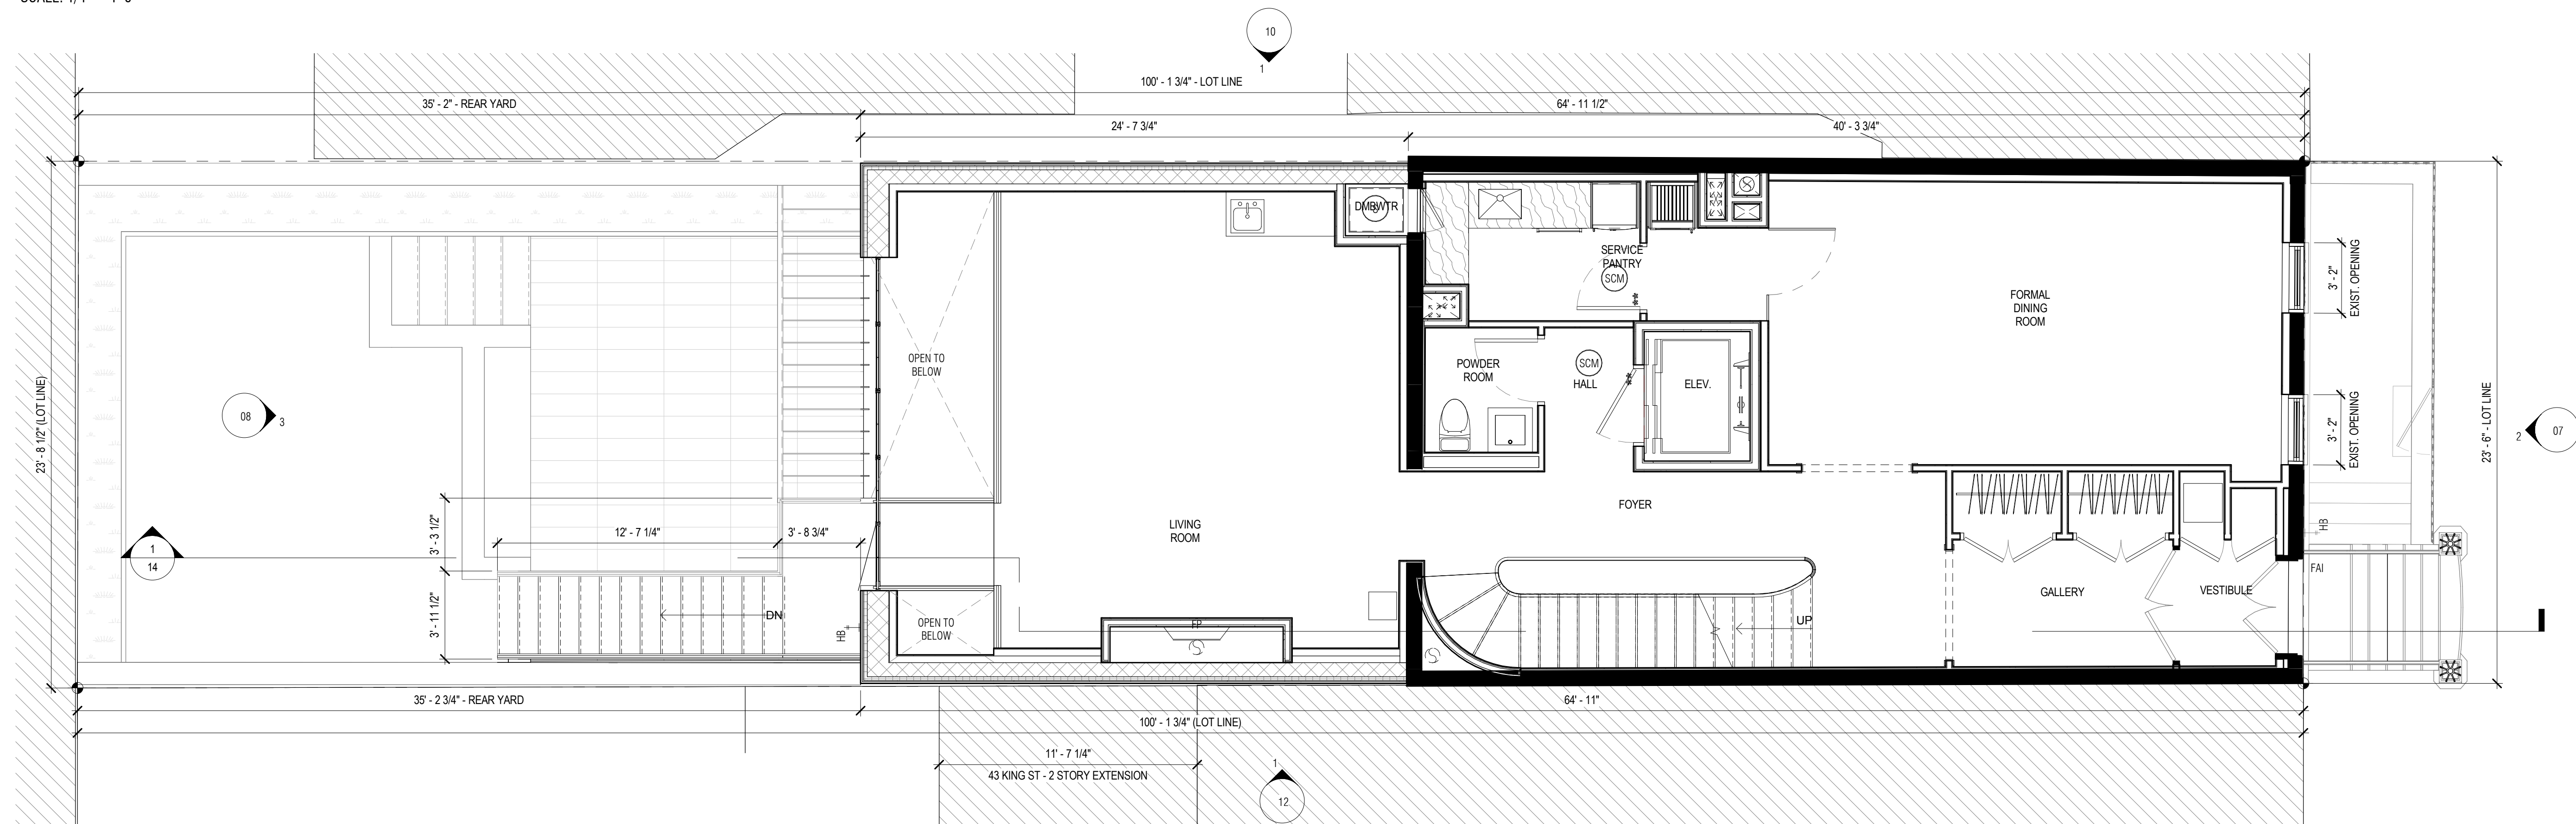 10
1
100' - 1 3/4" - LOT LINE
35' - 2" - REAR YARD
64' - 11 1/2"
24' - 7 3/4"
40' - 3 3/4"
DMBWTR
SERVICE
PANTRY
SCM
FORMAL
DINING
ROOM
3' - 2"
EXIST. OPENING
OPEN TO
BELOW
POWDER
ROOM
SCM
HALL
ELEV.
23' - 8 1/2" (LOT LINE)
08
3
3' - 2"
EXIST. OPENING
23' - 6" - LOT LINE
2
07
FOYER
LIVING
ROOM
12' - 7 1/4"
3' - 8 3/4"
3' - 3 1/2"
HB
1
14
FAI
GALLERY
VESTIBULE
3' - 11 1/2"
DN
HB
OPEN TO
BELOW
FP
UP
35' - 2 3/4" - REAR YARD
64' - 11"
100' - 1 3/4" (LOT LINE)
11' - 7 1/4"
43 KING ST - 2 STORY EXTENSION
1
12